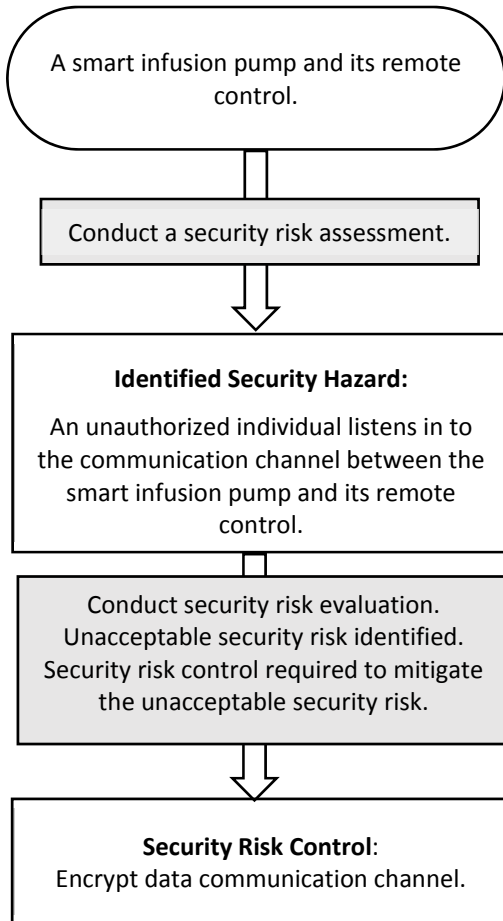 A smart infusion pump and its remote
control.
Conduct a security risk assessment.
Identified Security Hazard:
An unauthorized individual listens in to
the communication channel between the
smart infusion pump and its remote
control.
Conduct security risk evaluation.
Unacceptable security risk identified.
Security risk control required to mitigate
the unacceptable security risk.
Security Risk Control:
Encrypt data communication channel.